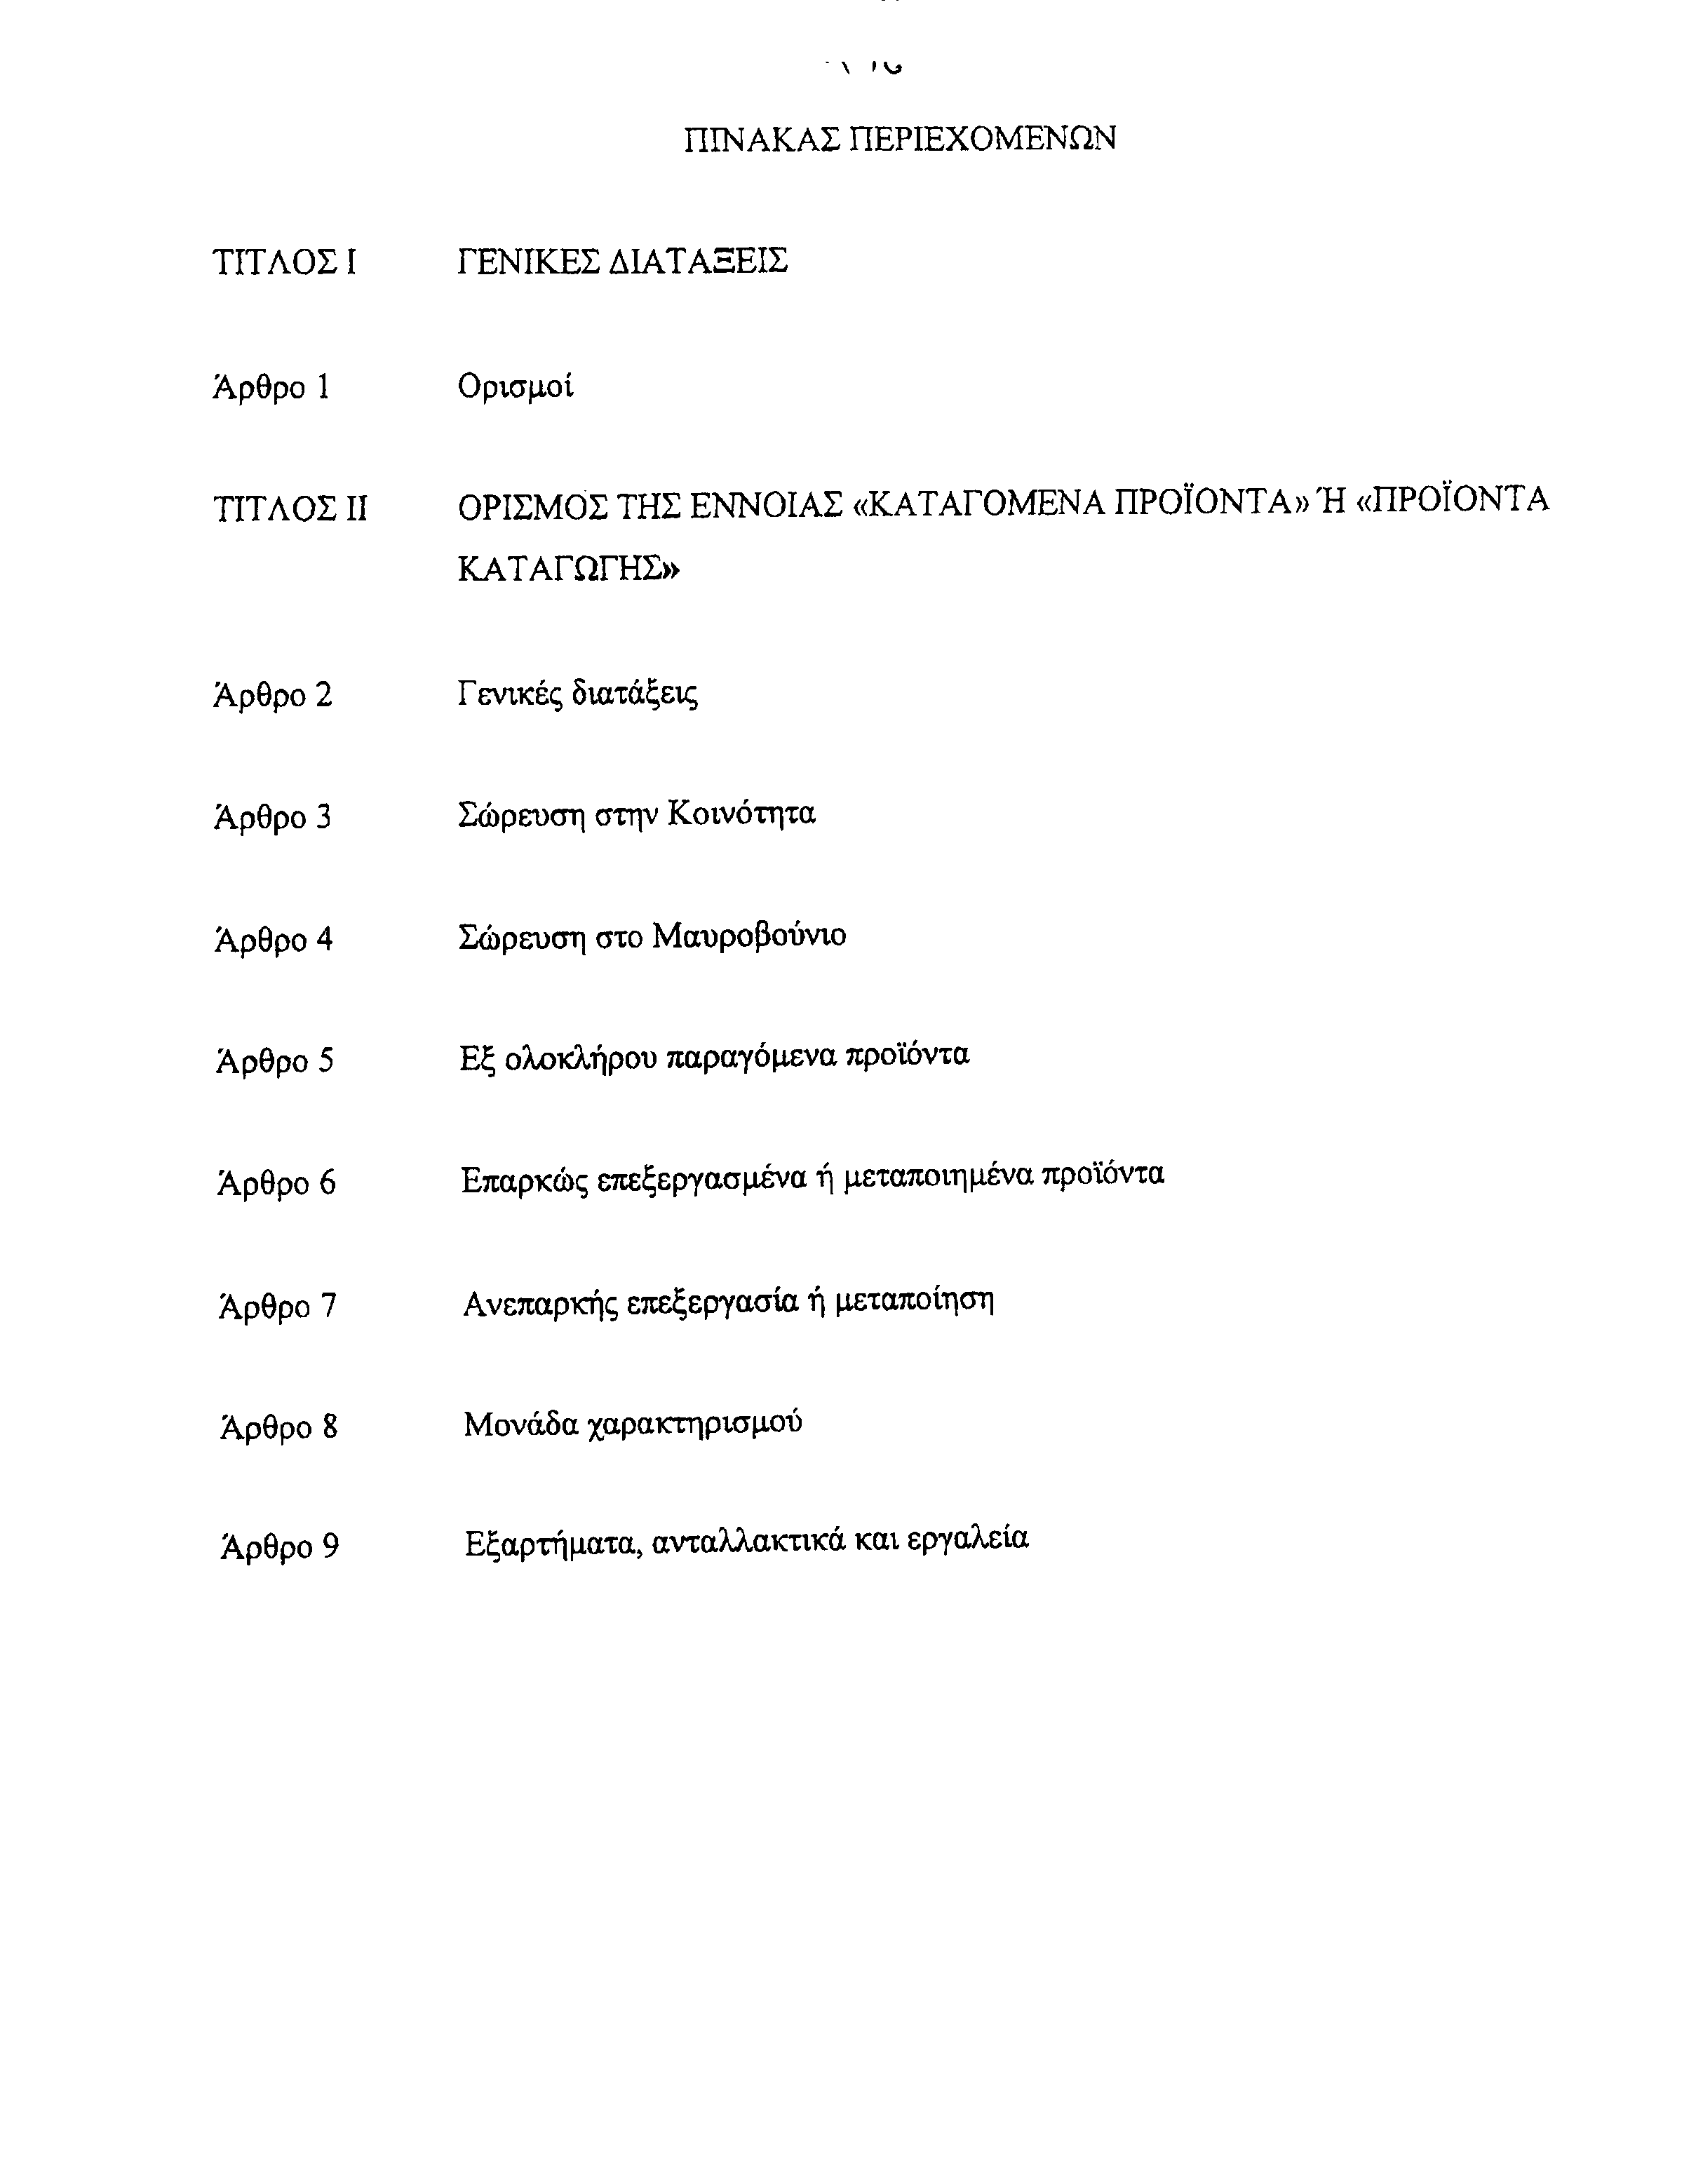 ΠΙΝΑΚΑΣ ΠΕΡΙΕΧΟΜΕΝΩΝ
ΤΙΤΛΟΣ Ι ΓΕΝΙΚΕΣ ΔΙΑΤΑΞΕΙΣ
Άρθρο 1 Ορισμοί
ΤΙΤΛΟΣ ΙΙ ΟΡΙΣΜΟΣ ΤΗΣ ΕΝΝΟΙΑΣ «ΚΑΤΑΓΟΜΕΝΑ ΠΡΟΪΟΝΤΑ» Ή «ΠΡΟΪΟΝΤΑ
ΚΑΤΑΓΩΓΗΣ»
Άρθρο 2 Γενικές διατάξεις
Άρθρο 3 Σώρευση στην Κοινότητα
Άρθρο 4 Σώρευση στο Μαυροβούνιο
Άρθρο 5 Εξ ολοκλήρου παραγόμενα προϊόντα
Άρθρο 6 Επαρκώς επεξεργασμένα ή μεταποιημένα προϊόντα
Άρθρο 7 Ανεπαρκής επεξεργασία ή μεταποίηση
Άρθρο 8 Μονάδα χαρακτηρισμού
Άρθρο 9 Εξαρτήματα, ανταλλακτικά και εργαλεία